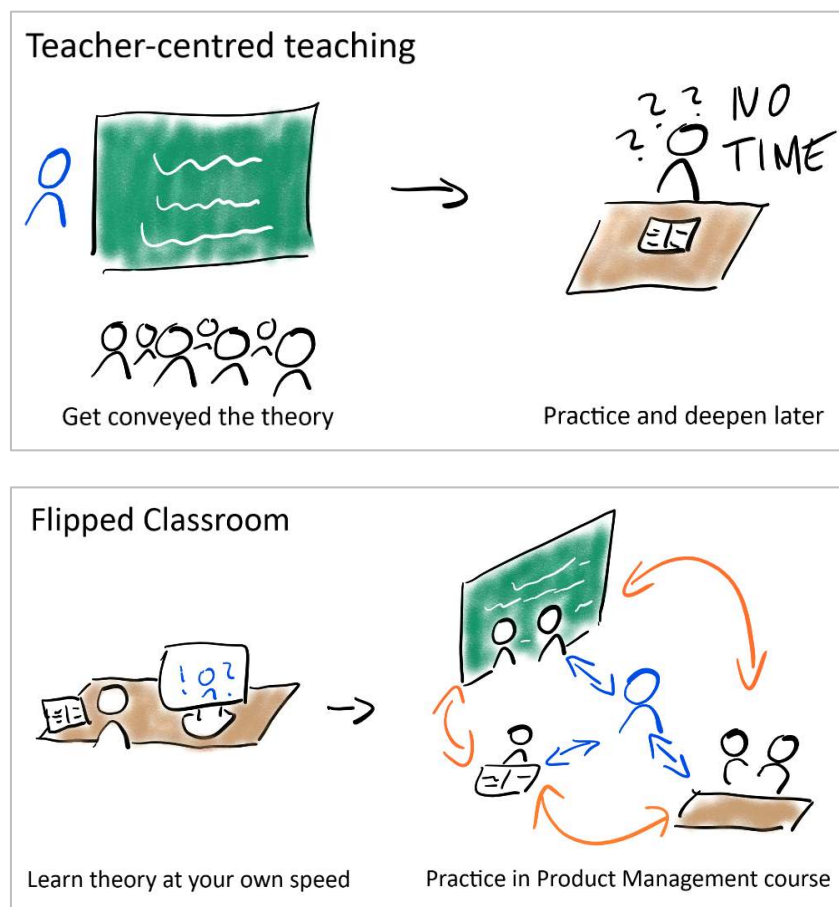 Teacher-centred teaching
? ? ? NO
TIME
Get conveyed the theory
Practice and deepen later
Flipped Classroom
! ?
Learn theory at your own speed
Practice in Product Management course